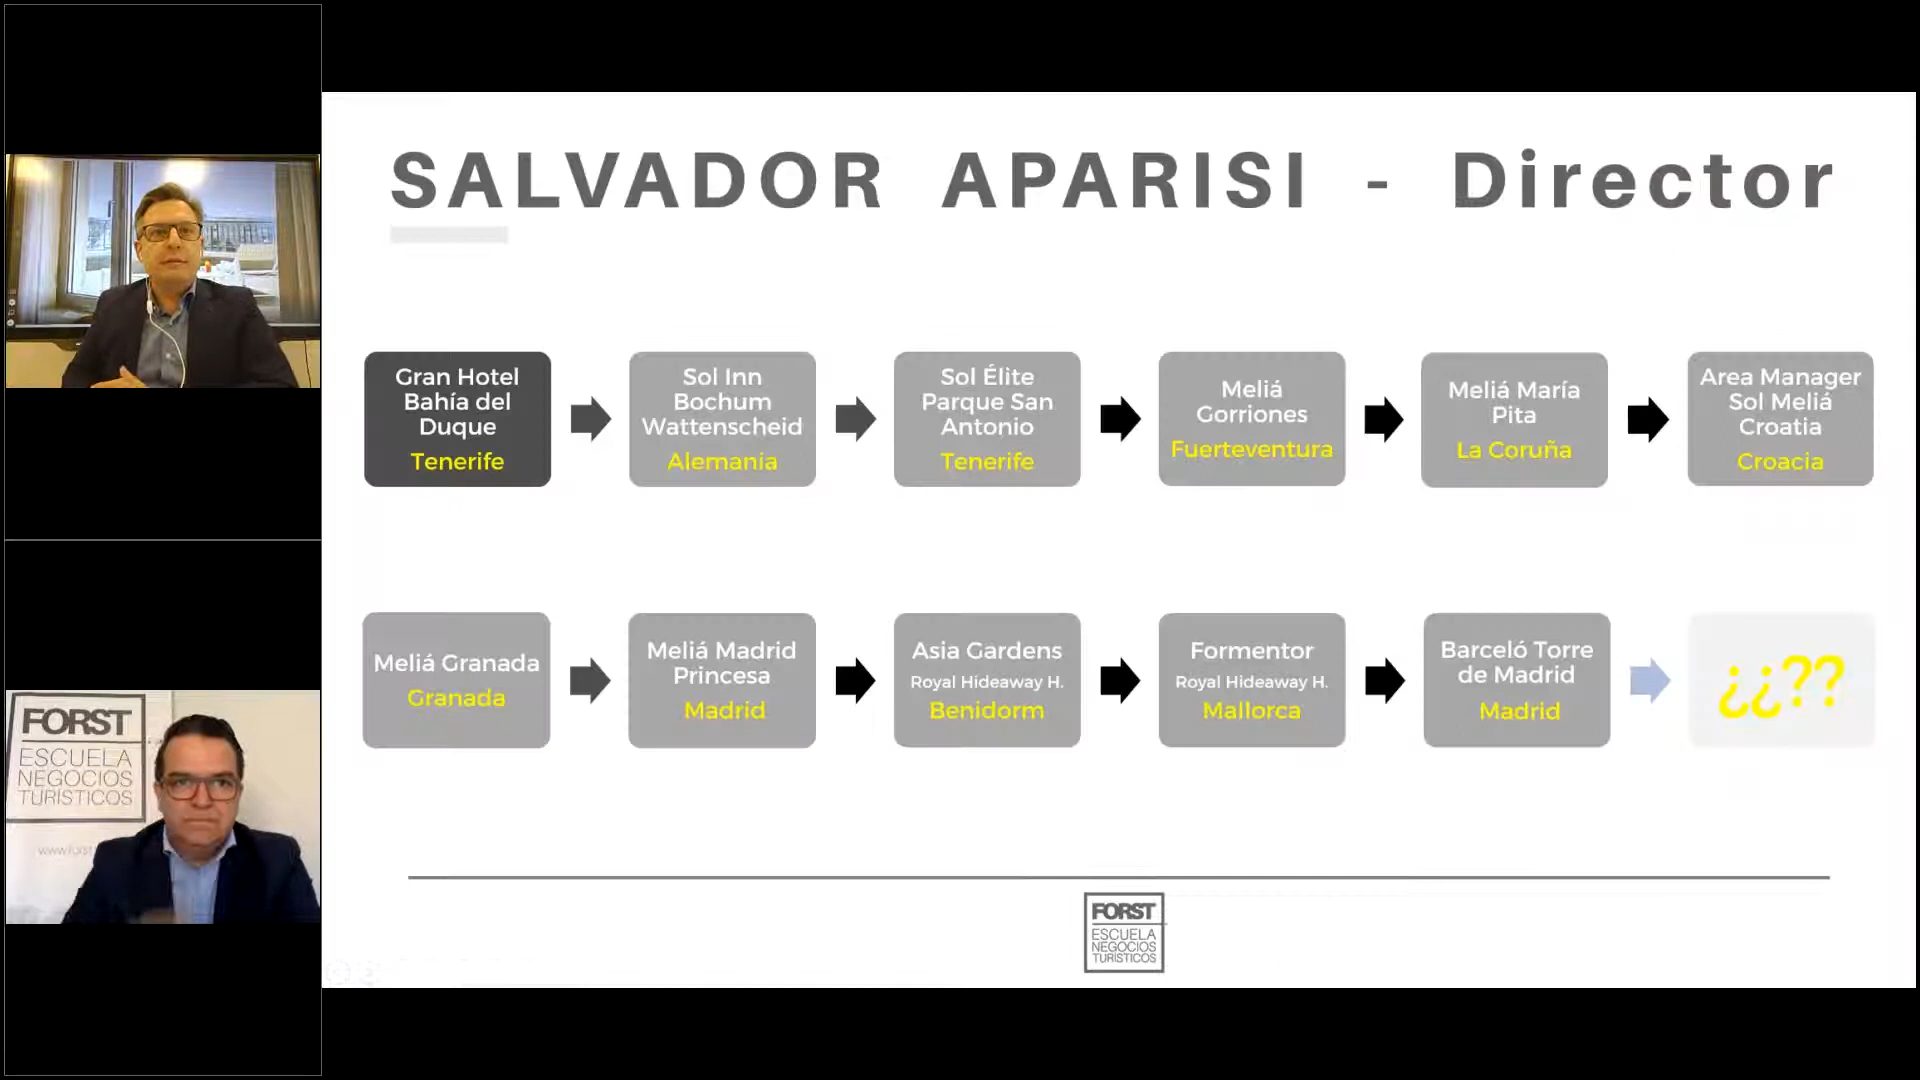 SALVADOR APARISI - Director
Gran Hotel
Bahía del
Duque
Tenerife
Sol Inn
Bochum
Wattenscheid
Alemania
Sol Élite
Parque San
Antonio
Tenerife
Meliá
Gorriones
Fuerteventura
Meliá María
Pita
La Coruña
Area Manager
Sol Meliá
Croatia
Croacia
Meliá Granada
Granada
Meliá Madrid
Princesa
Madrid
Asia Gardens
Royal Hideaway H.
Benidorm
Formentor
Royal Hideaway H.
Mallorca
Barceló Torre
de Madrid
Madrid
¿¿??
FORST
ESCUELA
NEGOCIOS
TURÍSTICOS
FORST
ESCUELA
NEGOCIOS
TURÍSTICOS